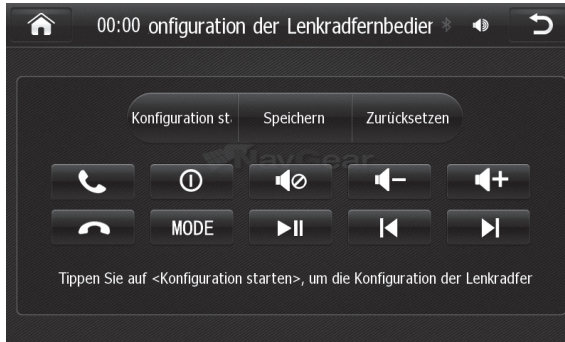 00:00 onfiguration der Lenkradfernbedier
Konfiguration st
Speichern
Zurücksetzen
NavGear
MODE
Tippen Sie auf <Konfiguration starten>, um die Konfiguration der Lenkradfer